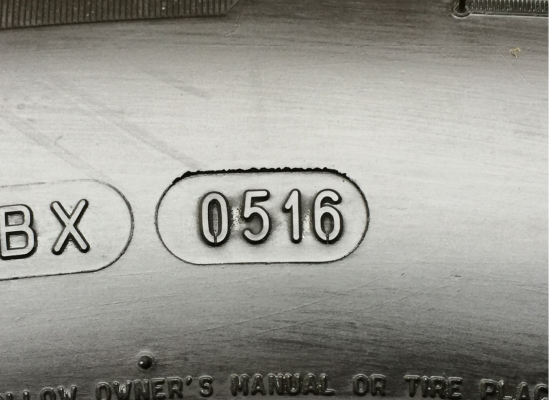 BX 0516
OWNER'S MANUAL OR TIRE